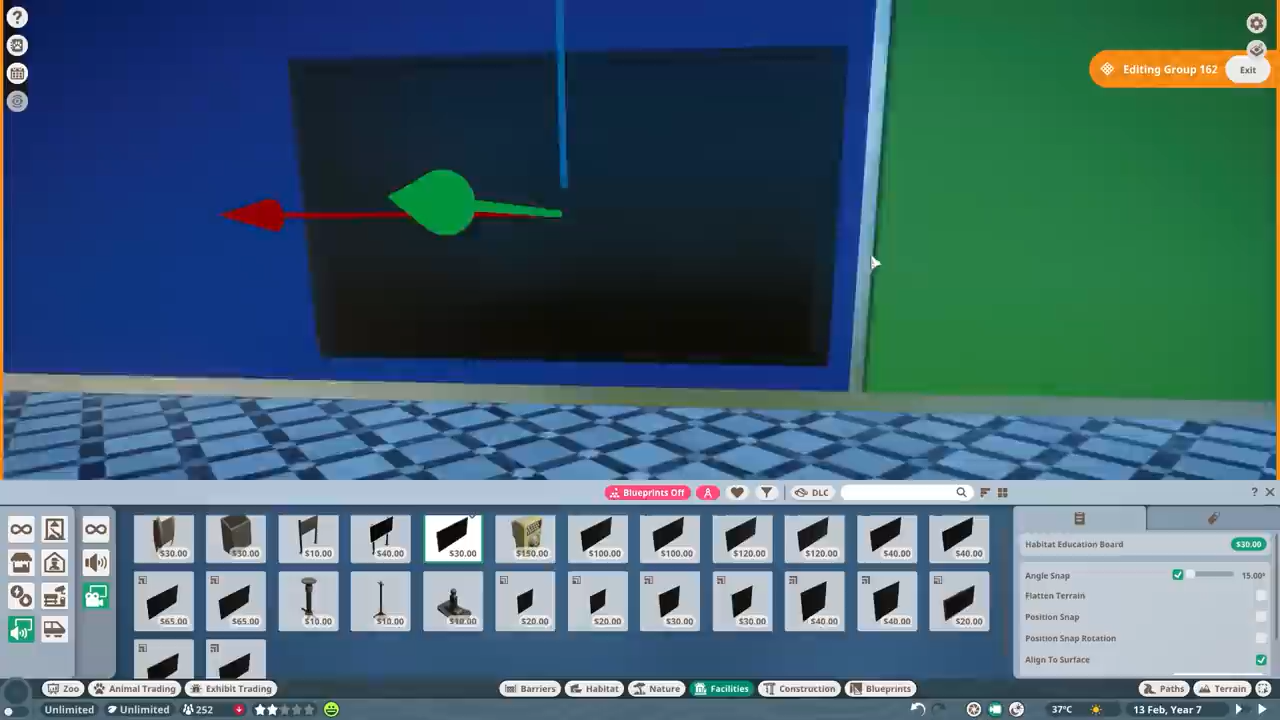 ?
Editing Group 162 Exit
Blueprints Off DLC ? X
$30.00 $30.00 $10.00 $40.00 $30.00 $150.00 $100.00 $100.00 $120.00 $120.00 $40.00 $40.00
Habitat Education Board $30.00
Angle Snap 15.00°
$65.00 $65.00 $10.00 $10.00 $10.00 $20.00 $20.00 $30.00 $30.00 $40.00 $40.00 $20.00
Flatten Terrain
Position Snap
Position Snap Rotation
Align To Surface
Zoo Animal Trading Exhibit Trading Barriers Habitat Nature Facilities Construction Blueprints Paths Terrain
Unlimited Unlimited 252 37°C 13 Feb, Year 7